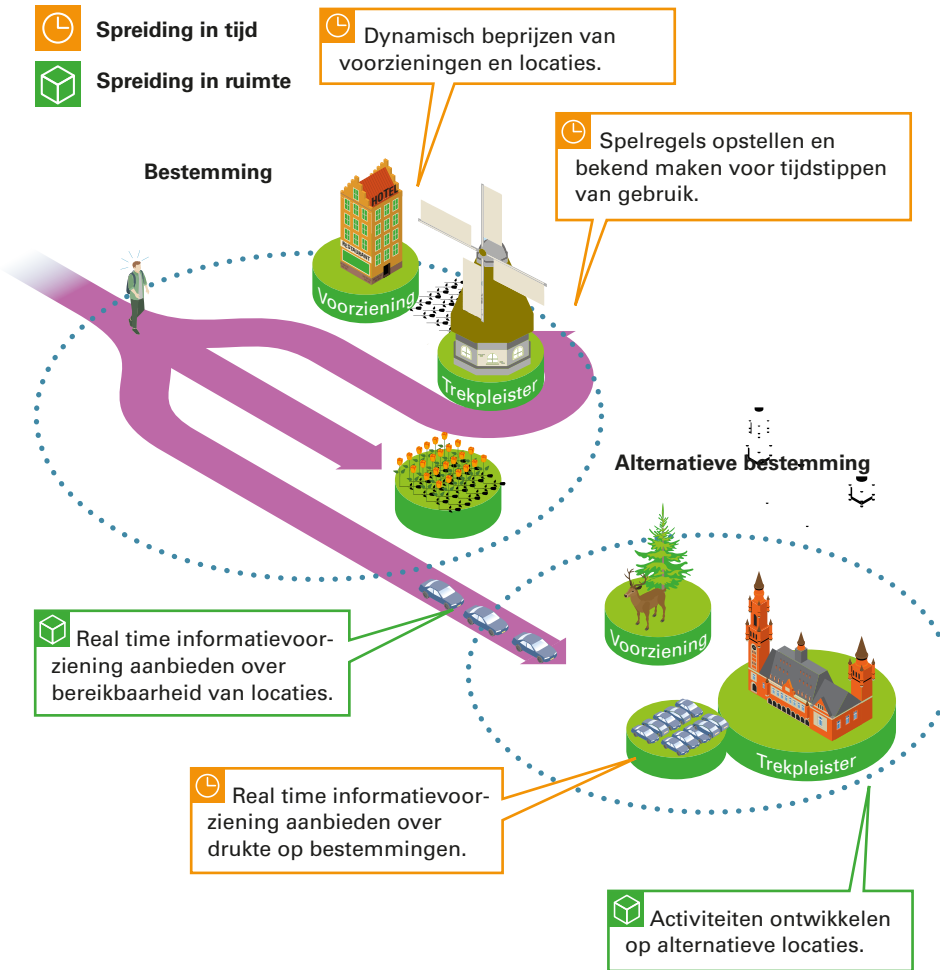 Spreiding in tijd
Spreiding in ruimte
Dynamisch beprijzen van
voorzieningen en locaties.
Spelregels opstellen en
bekend maken voor tijdstippen
van gebruik.
Bestemming
HOTEL
RESTAURANT
Voorziening
Trekpleister
Alternatieve bestemming
Voorziening
Trekpleister
Real time informatievoor-
ziening aanbieden over
bereikbaarheid van locaties.
Real time informatievoor-
ziening aanbieden over
drukte op bestemmingen.
Activiteiten ontwikkelen
op alternatieve locaties.